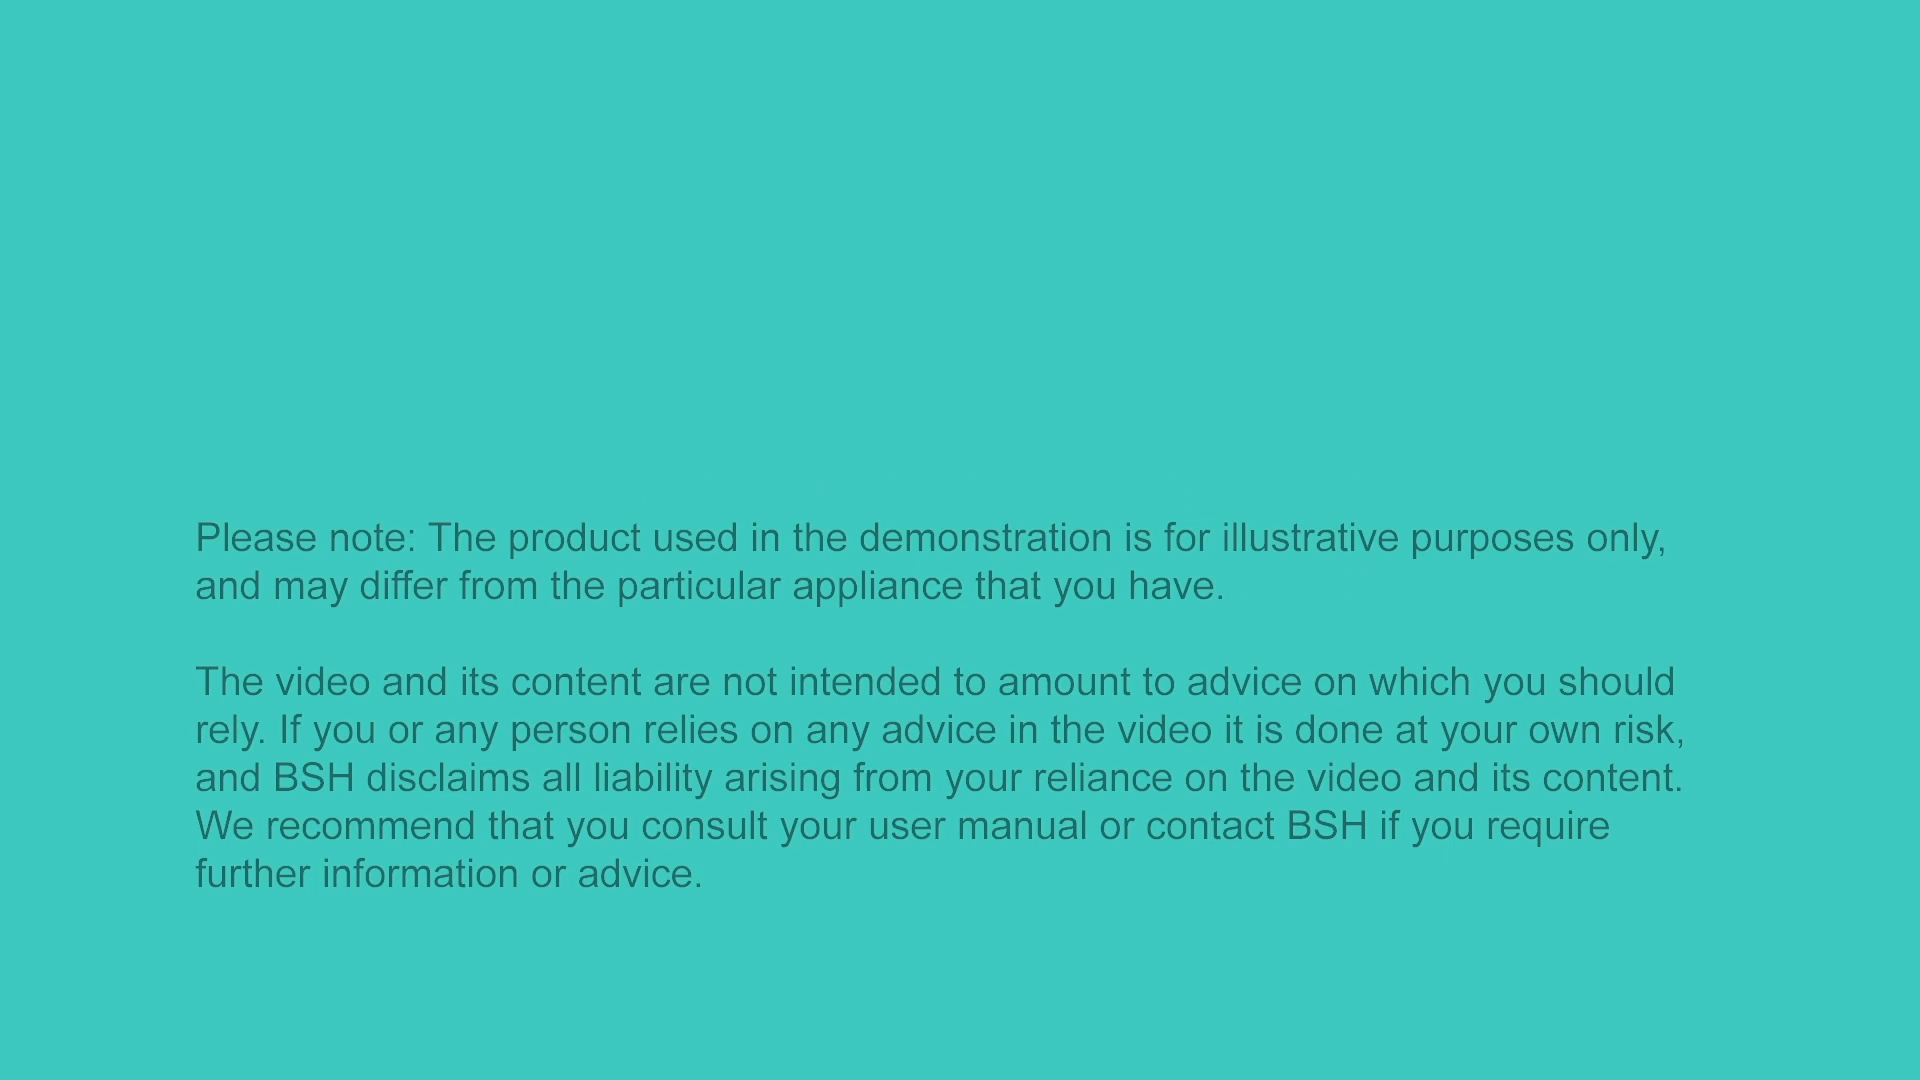 Please note: The product used in the demonstration is for illustrative purposes only,
and may differ from the particular appliance that you have.
The video and its content are not intended to amount to advice on which you should
rely. If you or any person relies on any advice in the video it is done at your own risk,
and BSH disclaims all liability arising from your reliance on the video and its content.
We recommend that you consult your user manual or contact BSH if you require
further information or advice.